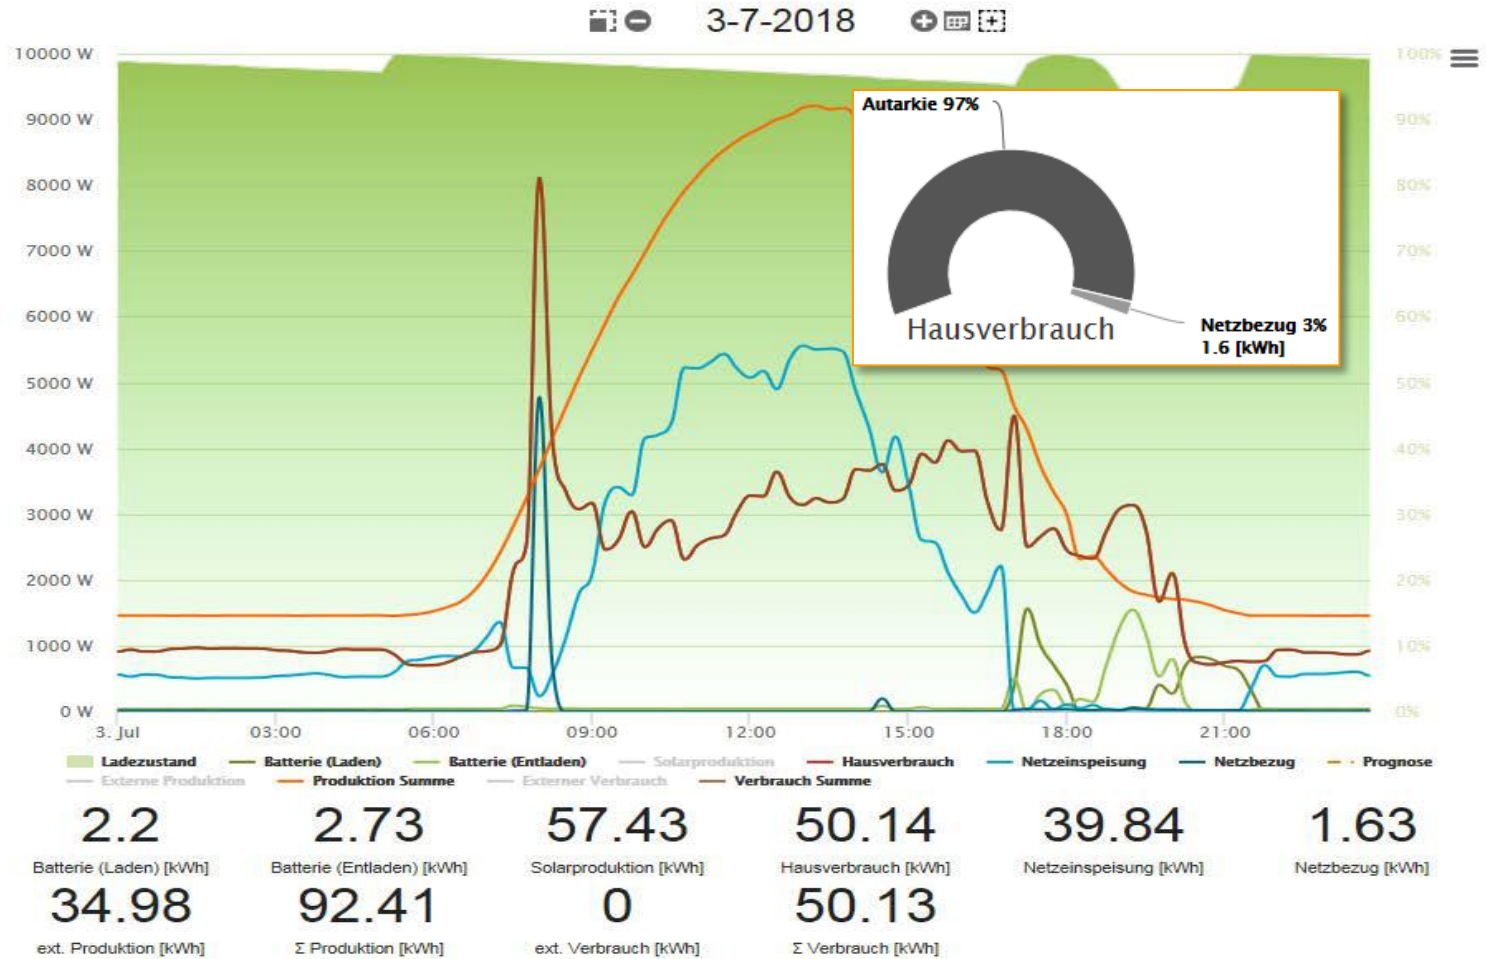 3-7-2018
10000 W
100%
9000 W
90%
8000 W
80%
7000 W
70%
6000 W
60%
5000 W
50%
4000 W
40%
3000 W
30%
2000 W
20%
1000 W
10%
0 W
0%
Autarkie 97%
Hausverbrauch
Netzbezug 3%
1.6 [kWh]
3. Jul 03:00 06:00 09:00 12:00 15:00 18:00 21:00
Ladezustand Batterie (Laden) Batterie (Entladen) Solarproduktion Hausverbrauch Netzeinspeisung Netzbezug Prognose
Externe Produktion Produktion Summe Externer Verbrauch Verbrauch Summe
2.2 2.73 57.43 50.14 39.84 1.63
Batterie (Laden) [kWh] Batterie (Entladen) [kWh] Solarproduktion [kWh] Hausverbrauch [kWh] Netzeinspeisung [kWh] Netzbezug [kWh]
34.98 92.41 0 50.13
ext. Produktion [kWh] Σ Produktion [kWh] ext. Verbrauch [kWh] Σ Verbrauch [kWh]